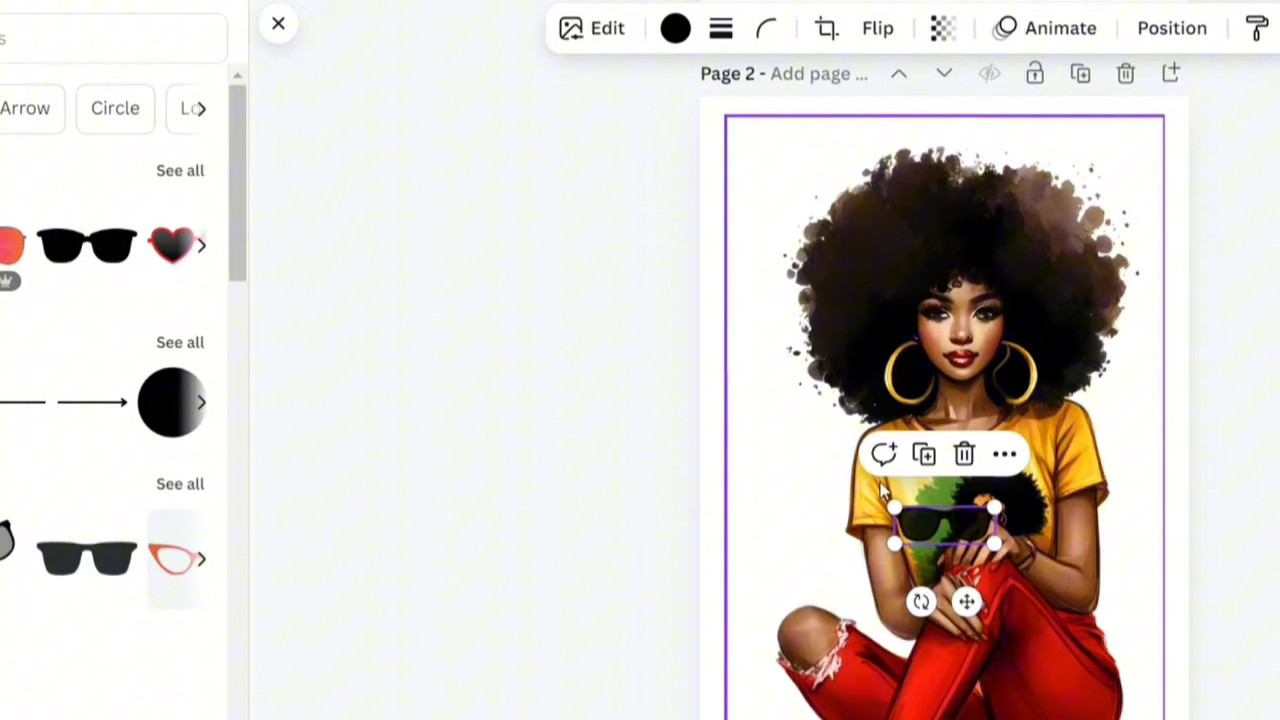 s
Edit
Flip
Animate
Position
Page 2 - Add page ...
Arrow
Circle
Lo
See all
See all
See all